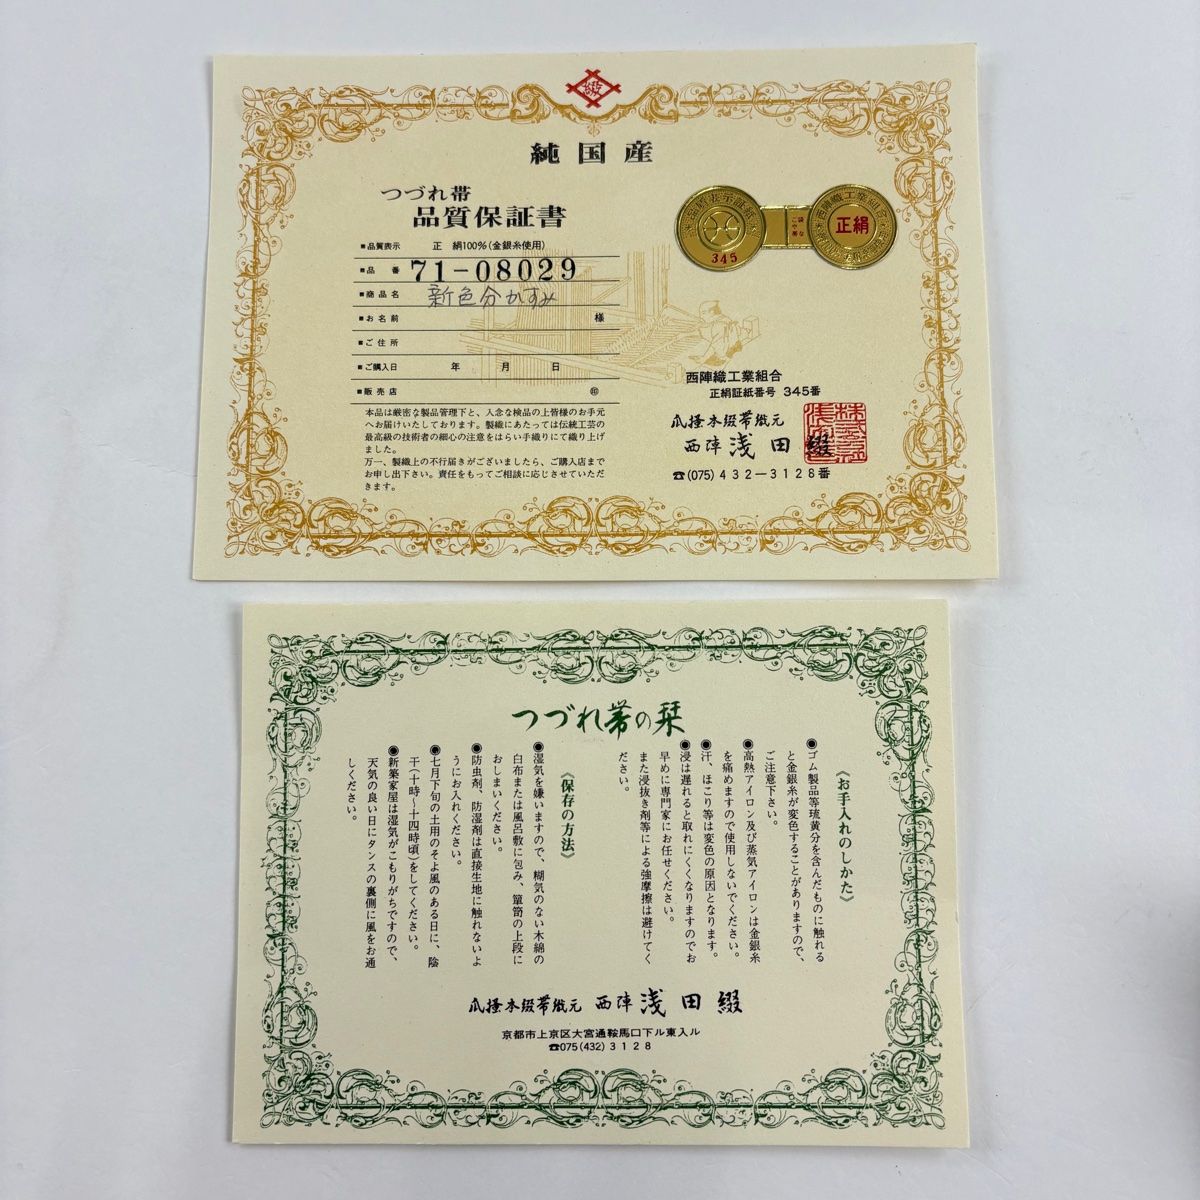 綴
純国産
つづれ帯
品質保証書
■品質表示 正 絹100%(金銀糸使用)
■品 番 71-08029
■商品名 新色分かすみ
■お名前 様
■ご住所
■ご購入日 年 月 日
■販売店 ㊞
本品は厳密な製品管理下と、入念な検品の上皆様のお手元
へお届けいたしております。製織にあたっては伝統工芸の
最高級の技術者の細心の注意をはらい手織りにて織り上げ
ました。
万一、製織上の不行届きがございましたら、ご購入店まで
お申し出下さい。責任をもってご相談に応じさせていただ
きます。
345
西陣織工業組合
正絹
西陣織工業組合
正絹証紙番号 345番
爪掻本綴帯織元
西陣 浅田綴
☎(075)432-3128番
つづれ帯の栞
《お手入れのしかた》
●ゴム製品等硫黄分を含んだものに触れる
と金銀糸が変色することがありますので、
ご注意下さい。
●高熱アイロン及び蒸気アイロンは金銀糸
を痛めますので使用しないでください。
●汗、ほこり等は変色の原因となります。
●浸は遅れると取れにくくなりますのでお
早めに専門家にお任せください。
また浸抜き剤等による強摩擦は避けてく
ださい。
《保存の方法》
●湿気を嫌いますので、糊気のない木綿の
白布または風呂敷に包み、箪笥の上段に
おしまいください。
●防虫剤、防湿剤は直接生地に触れないよ
うにお入れください。
●七月下旬の土用のそよ風のある日に、陰
干(十時〜十四時頃)をしてください。
●新築家屋は湿気がこもりがちですので、
天気の良い日にタンスの裏側に風をお通
しください。
爪掻本綴帯織元 西陣 浅田綴
京都市上京区大宮通鞍馬口下ル東入ル
☎075(432)3128